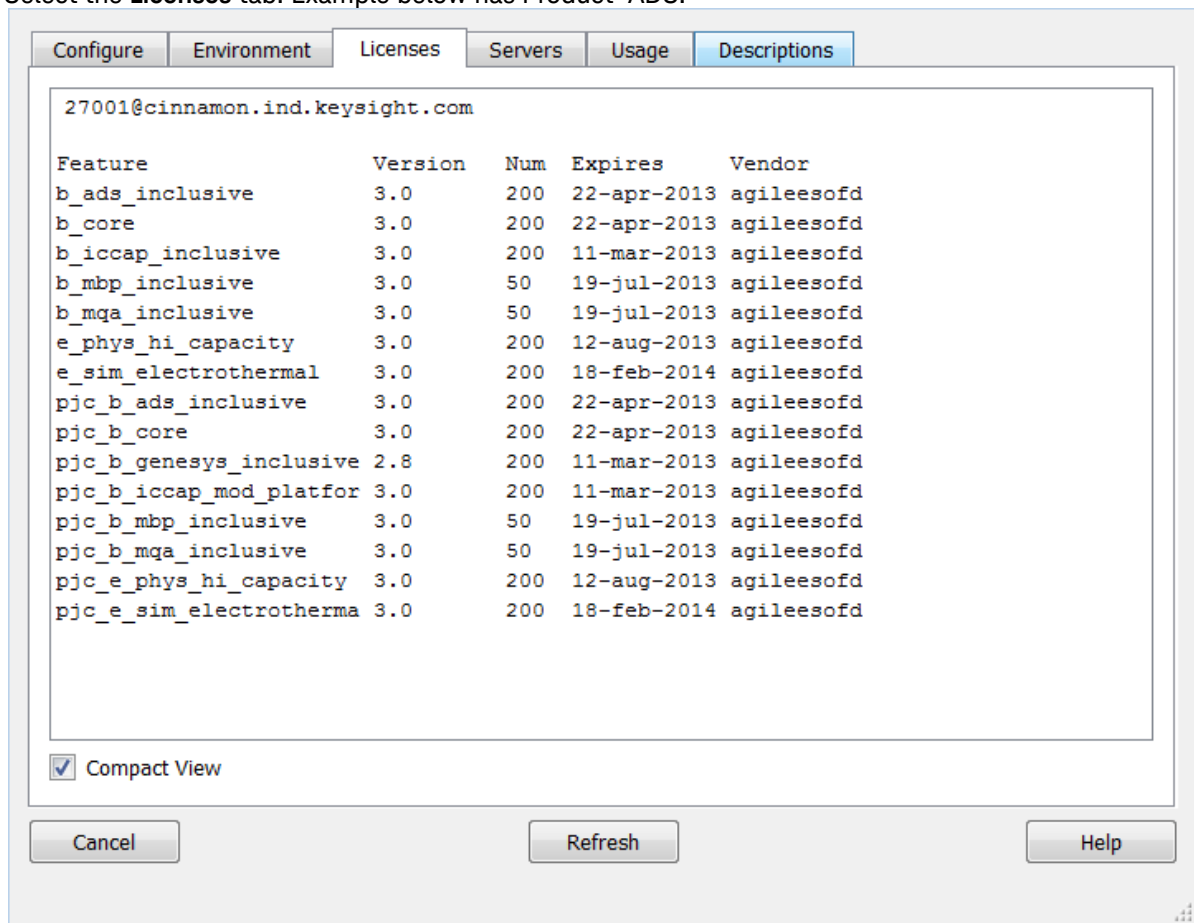 Select the Licenses tab. Example below has Product "ADS.
Configure Environment Licenses Servers Usage Descriptions
27001@cinnamon.ind.keysight.com
Feature Version Num Expires Vendor
b_ads_inclusive 3.0 200 22-apr-2013 agileesofd
b_core 3.0 200 22-apr-2013 agileesofd
b_iccap_inclusive 3.0 200 11-mar-2013 agileesofd
b_mbp_inclusive 3.0 50 19-jul-2013 agileesofd
b_mqa_inclusive 3.0 50 19-jul-2013 agileesofd
e_phys_hi_capacity 3.0 200 12-aug-2013 agileesofd
e_sim_electrothermal 3.0 200 18-feb-2014 agileesofd
pjc_b_ads_inclusive 3.0 200 22-apr-2013 agileesofd
pjc_b_core 3.0 200 22-apr-2013 agileesofd
pjc_b_genesys_inclusive 2.8 200 11-mar-2013 agileesofd
pjc_b_iccap_mod_platfor 3.0 200 11-mar-2013 agileesofd
pjc_b_mbp_inclusive 3.0 50 19-jul-2013 agileesofd
pjc_b_mqa_inclusive 3.0 50 19-jul-2013 agileesofd
pjc_e_phys_hi_capacity 3.0 200 12-aug-2013 agileesofd
pjc_e_sim_electrotherma 3.0 200 18-feb-2014 agileesofd
Compact View
Cancel Refresh Help